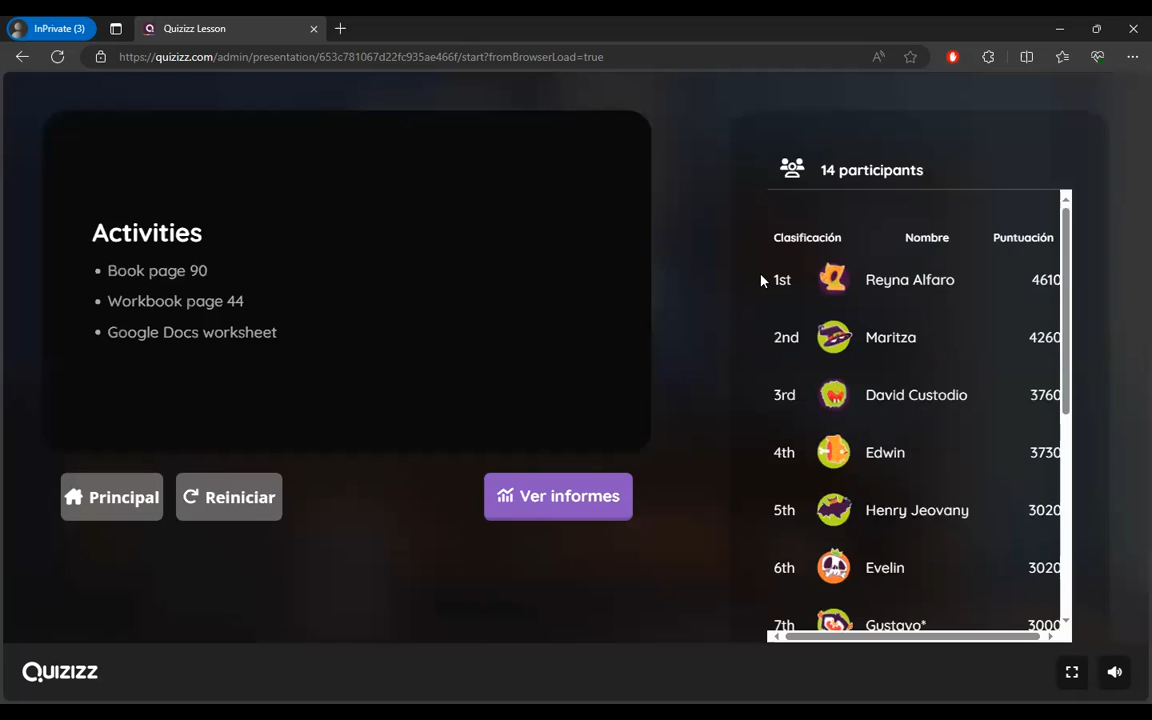 InPrivate (3)
Quizizz Lesson
https://quizizz.com/admin/presentation/653c781067d22fc935ae466f/start?fromBrowserLoad=true
Activities
• Book page 90
• Workbook page 44
• Google Docs worksheet
Principal
Reiniciar
Ver informes
14 participants
Clasificación Nombre Puntuación
1st Reyna Alfaro 4610
2nd Maritza 4260
3rd David Custodio 3760
4th Edwin 3730
5th Henry Jeovany 3020
6th Evelin 3020
7th Gustavo* 3000
Quizizz